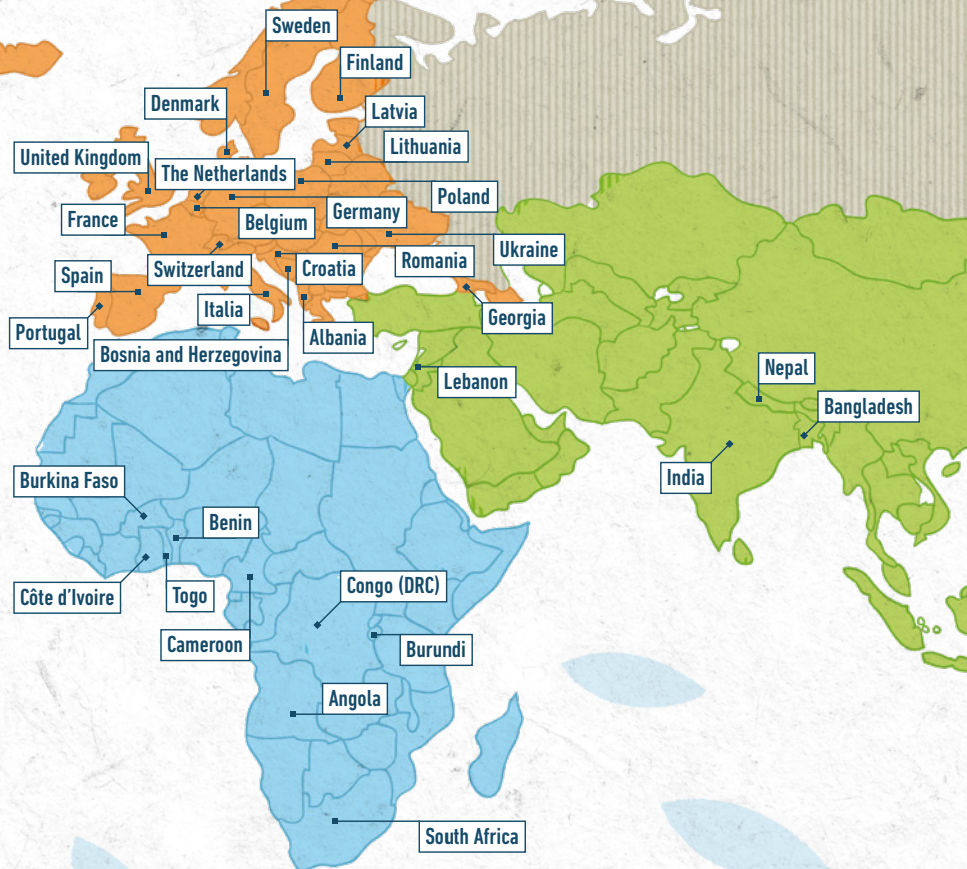 Sweden
Finland
Denmark
Latvia
Lithuania
United Kingdom
The Netherlands
Poland
France
Belgium
Germany
Ukraine
Switzerland
Croatia
Romania
Spain
Italia
Georgia
Portugal
Albania
Bosnia and Herzegovina
Lebanon
Nepal
Bangladesh
India
Burkina Faso
Benin
Côte d'Ivoire
Togo
Congo (DRC)
Cameroon
Burundi
Angola
South Africa